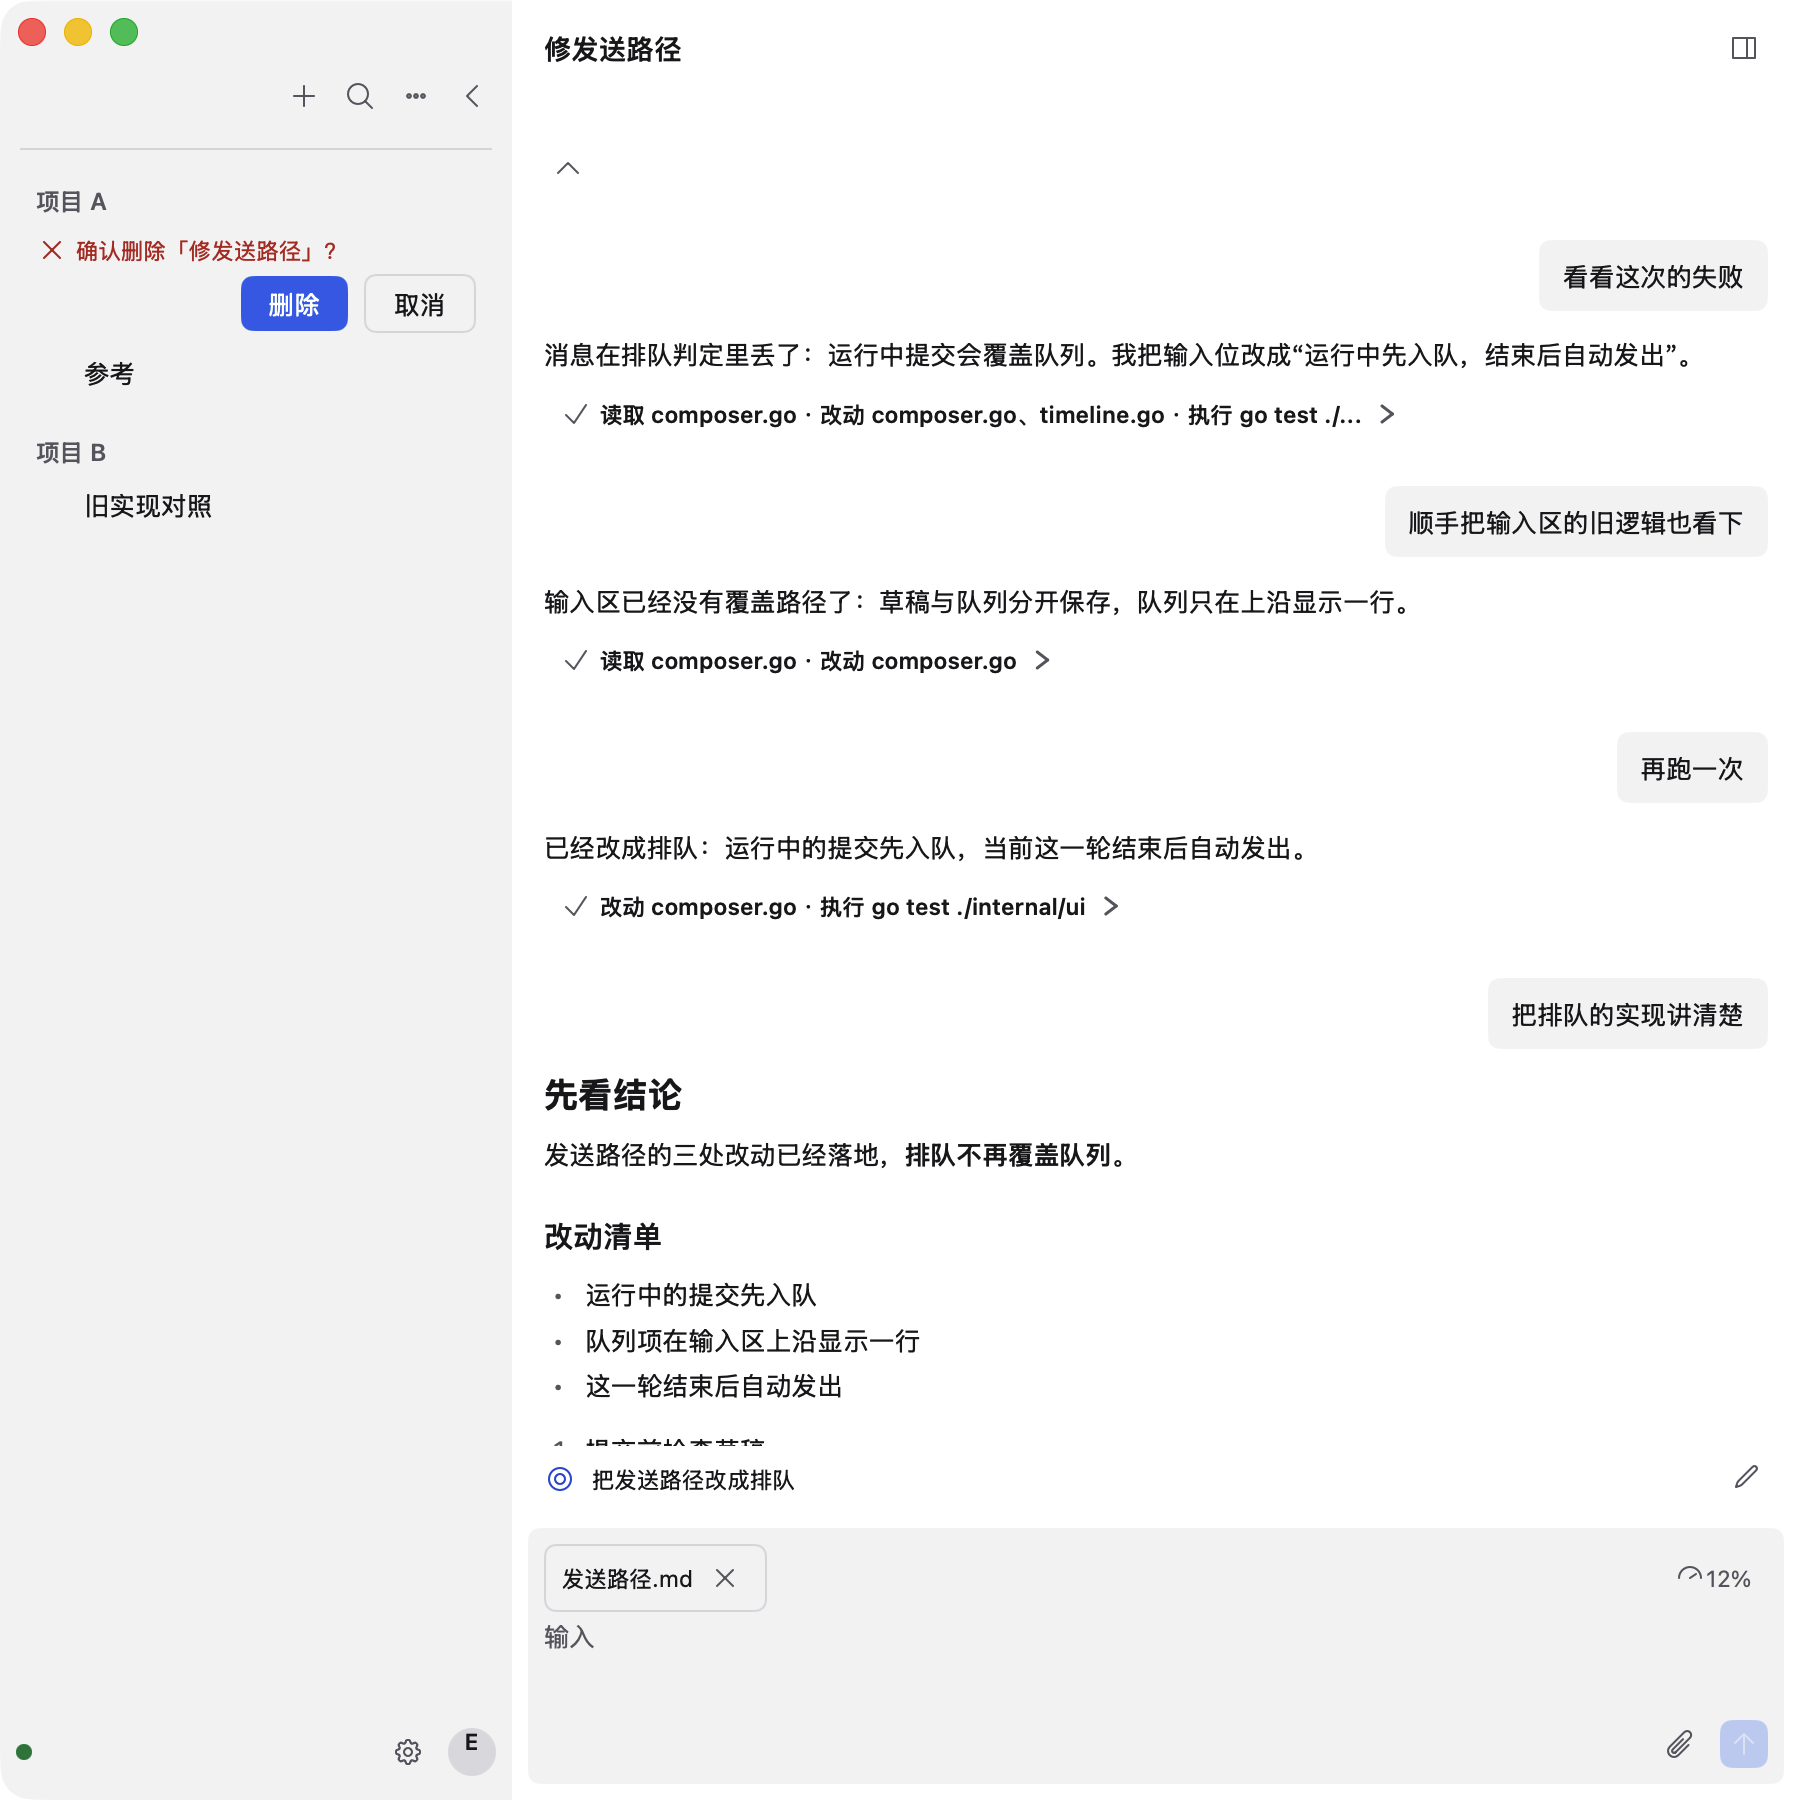 修发送路径
项目 A
确认删除「修发送路径」?
删除
取消
参考
项目 B
旧实现对照
E
看看这次的失败
消息在排队判定里丢了：运行中提交会覆盖队列。我把输入位改成“运行中先入队，结束后自动发出”。
读取 composer.go · 改动 composer.go、timeline.go · 执行 go test ./...
顺手把输入区的旧逻辑也看下
输入区已经没有覆盖路径了：草稿与队列分开保存，队列只在上沿显示一行。
读取 composer.go · 改动 composer.go
再跑一次
已经改成排队：运行中的提交先入队，当前这一轮结束后自动发出。
改动 composer.go · 执行 go test ./internal/ui
把排队的实现讲清楚
先看结论
发送路径的三处改动已经落地，排队不再覆盖队列。
改动清单
• 运行中的提交先入队
• 队列项在输入区上沿显示一行
• 这一轮结束后自动发出
把发送路径改成排队
发送路径.md
12%
输入